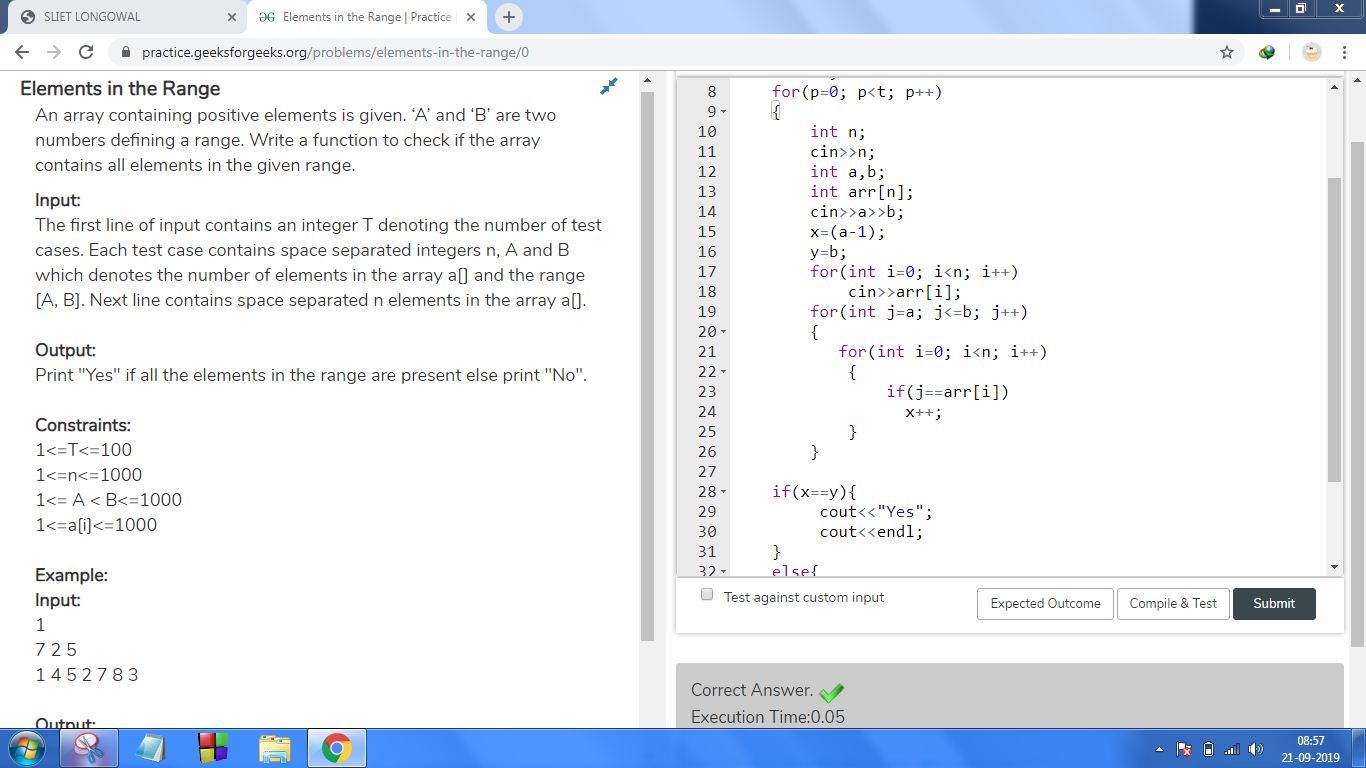 SLIET LONGOWAL
Elements in the Range | Practice
practice.geeksforgeeks.org/problems/elements-in-the-range/0
Elements in the Range
An array containing positive elements is given. ‘A’ and ‘B’ are two
numbers defining a range. Write a function to check if the array
contains all elements in the given range.
Input:
The first line of input contains an integer T denoting the number of test
cases. Each test case contains space separated integers n, A and B
which denotes the number of elements in the array a[] and the range
[A, B]. Next line contains space separated n elements in the array a[].
Output:
Print "Yes" if all the elements in the range are present else print "No".
Constraints:
1<=T<=100
1<=n<=1000
1<= A < B<=1000
1<=a[i]<=1000
Example:
Input:
1
7 2 5
1 4 5 2 7 8 3
Output:
8 for(p=0; p<t; p++)
9 {
10 int n;
11 cin>>n;
12 int a,b;
13 int arr[n];
14 cin>>a>>b;
15 x=(a-1);
16 y=b;
17 for(int i=0; i<n; i++)
18 cin>>arr[i];
19 for(int j=a; j<=b; j++)
20 {
21 for(int i=0; i<n; i++)
22 {
23 if(j==arr[i])
24 x++;
25 }
26 }
27
28 if(x==y){
29 cout<<"Yes";
30 cout<<endl;
31 }
32 else{
Test against custom input
Expected Outcome
Compile & Test
Submit
Correct Answer.
Execution Time:0.05
08:57
21-09-2019